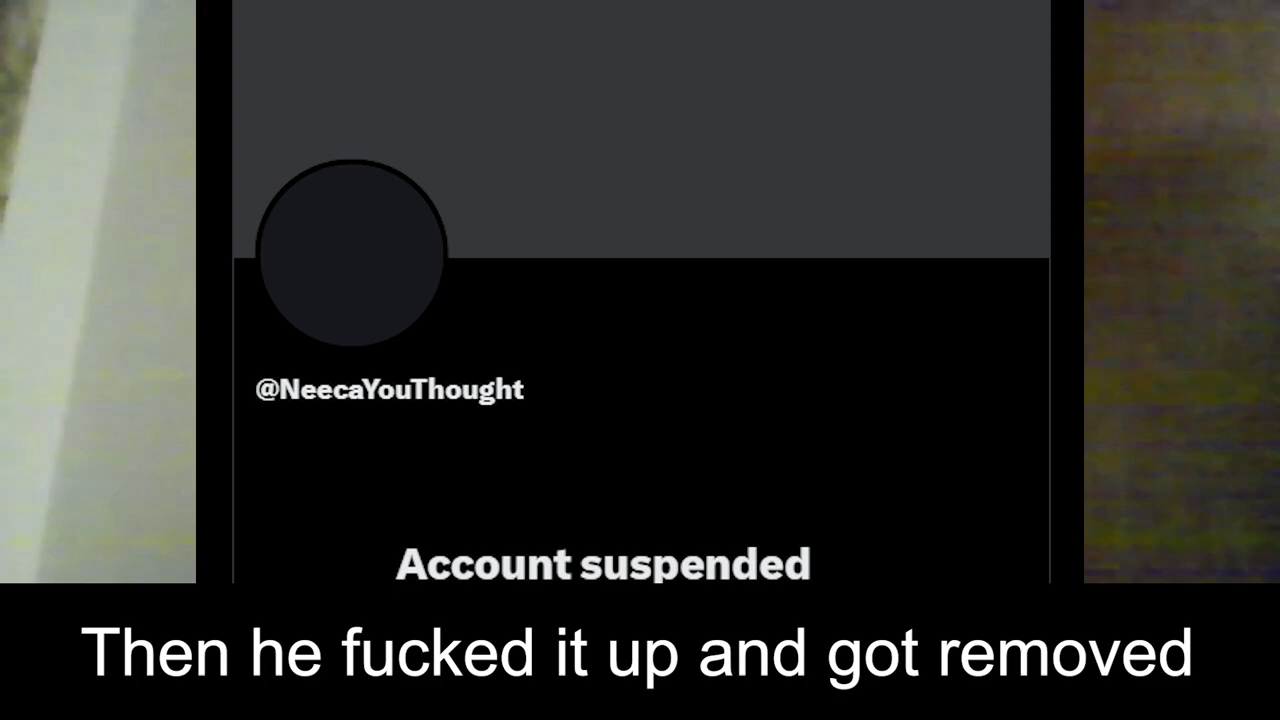 @NeecaYouThought
Account suspended
Then he fucked it up and got removed